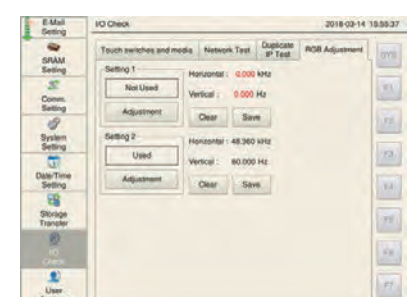 E-Mail
Setting
I/O Check
2018-03-14 15:55:37
SRAM
Setting
Touch switches and media
Network Test
Duplicate
IP Test
RGB Adjustment
SYS
Comm.
Setting
Setting 1
Not Used
Adjustment
Horizontal : 0.000 kHz
Vertical : 0.000 Hz
Clear
Save
F1
F2
System
Setting
Setting 2
Used
Adjustment
Horizontal : 48.360 kHz
Vertical : 60.000 Hz
Clear
Save
F3
F4
Date/Time
Setting
Storage
Transfer
F5
I/O
Check
F6
User
F7